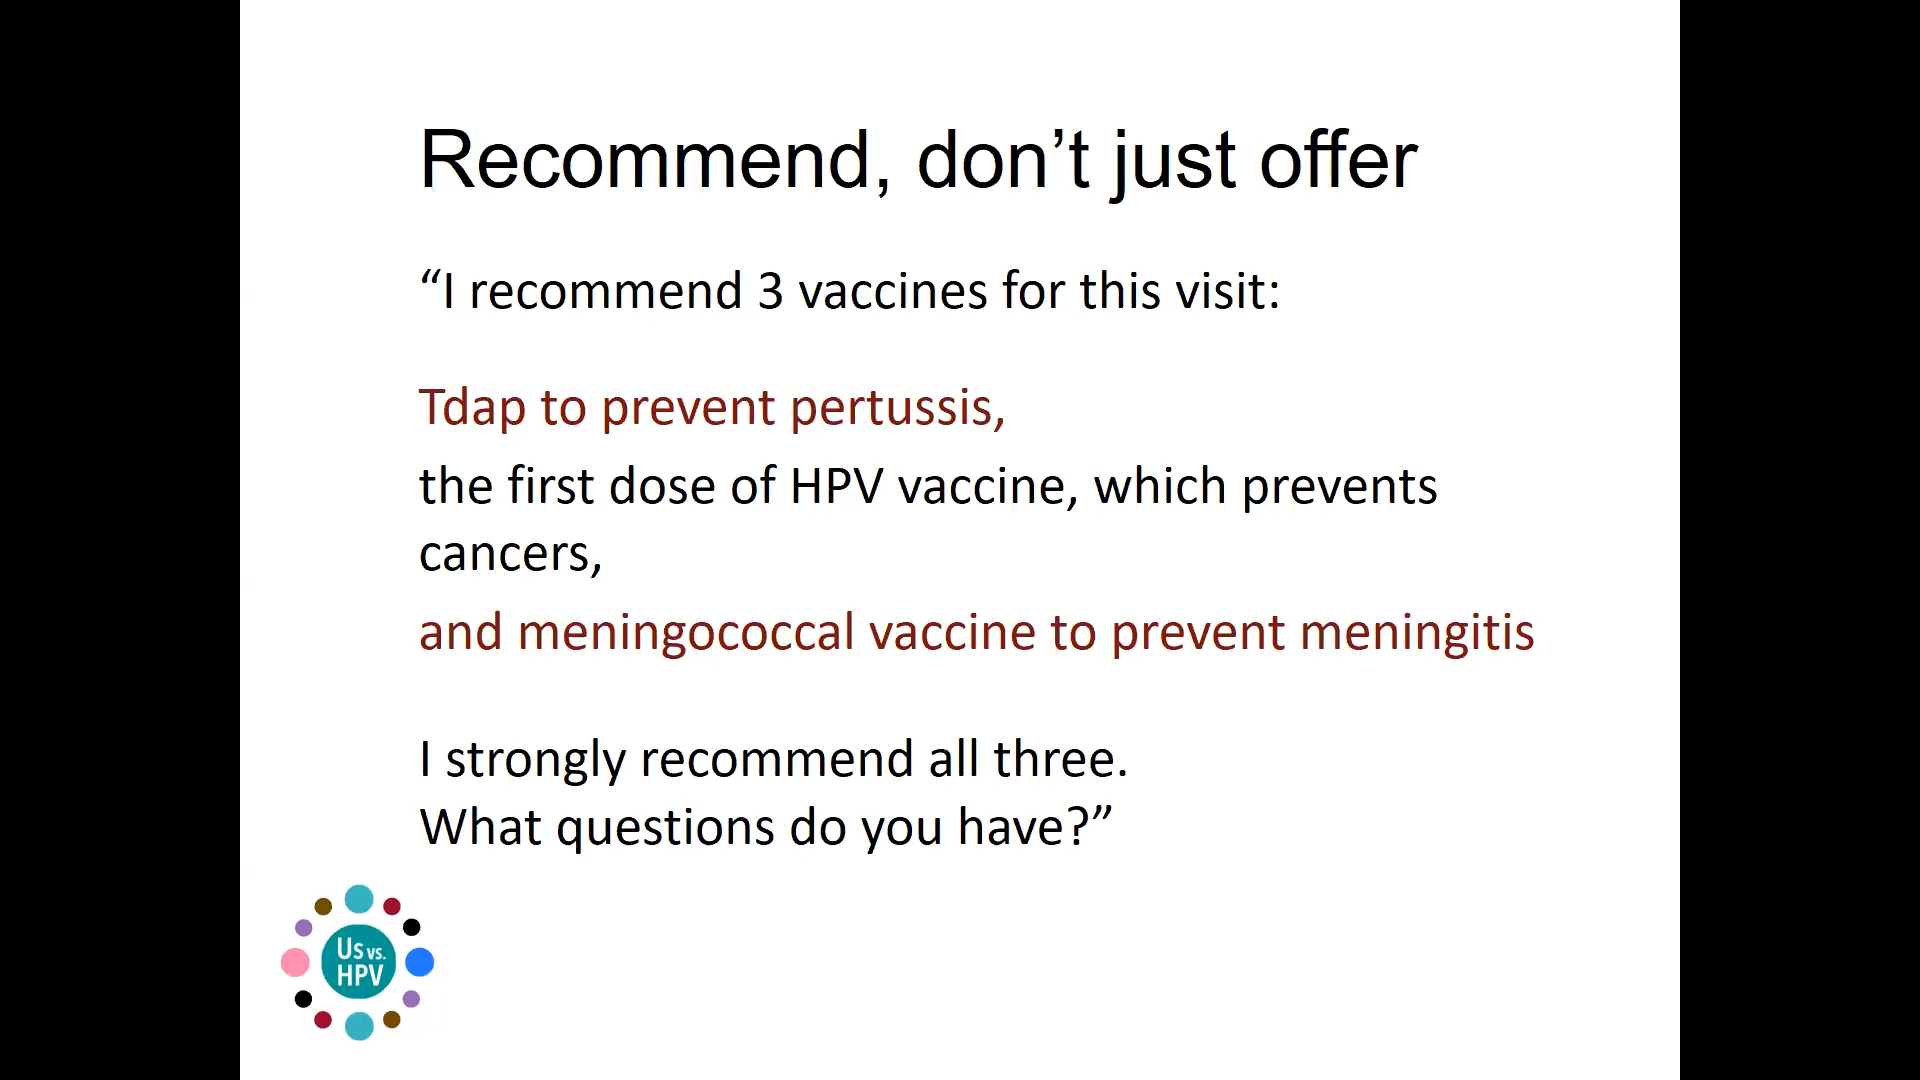 Recommend, don’t just offer
“I recommend 3 vaccines for this visit:
Tdap to prevent pertussis,
the first dose of HPV vaccine, which prevents
cancers,
and meningococcal vaccine to prevent meningitis
I strongly recommend all three.
What questions do you have?”
Us vs.
HPV